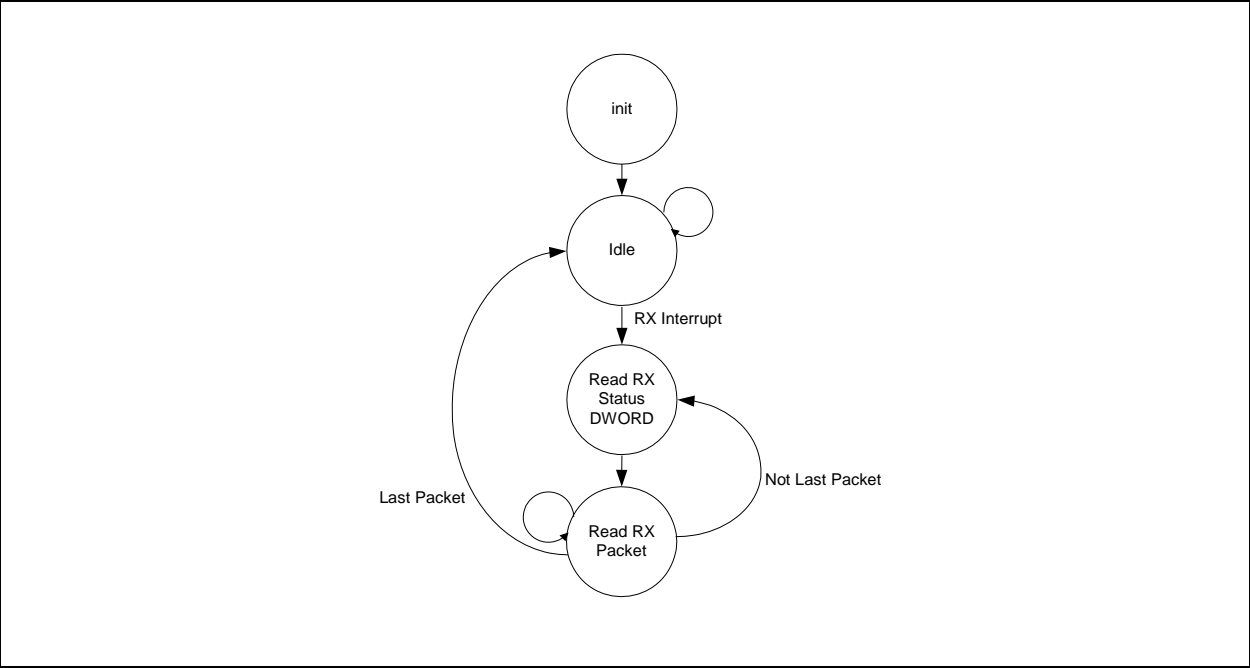 init
Idle
RX Interrupt
Read RX
Status
DWORD
Not Last Packet
Last Packet
Read RX
Packet